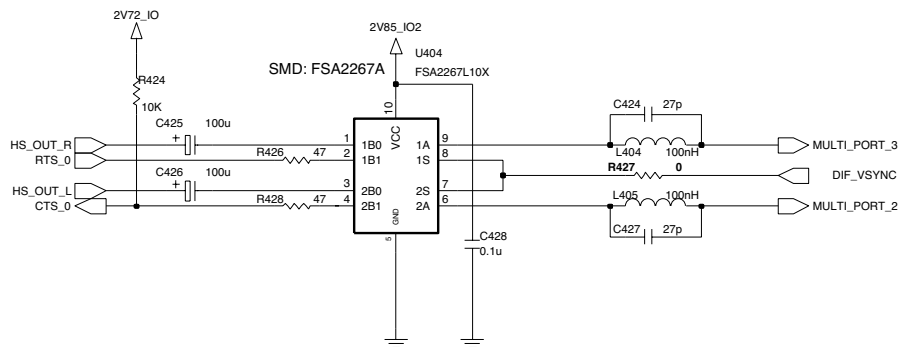 2V72_IO
2V85_IO2
U404
SMD: FSA2267A
FSA2267L10X
R424
10K
C425 100u
+
HS_OUT_R
RTS_0
R426 47
C426 100u
+
HS_OUT_L
CTS_0
R428 47
10
VCC
1 1B0 1A 9
2 1B1 1S 8
3 2B0 2S 7
4 2B1 2A 6
GND
5
C428
0.1u
C424 27p
L404 100nH
MULTI_PORT_3
R427 0
DIF_VSYNC
L405 100nH
MULTI_PORT_2
C427 27p